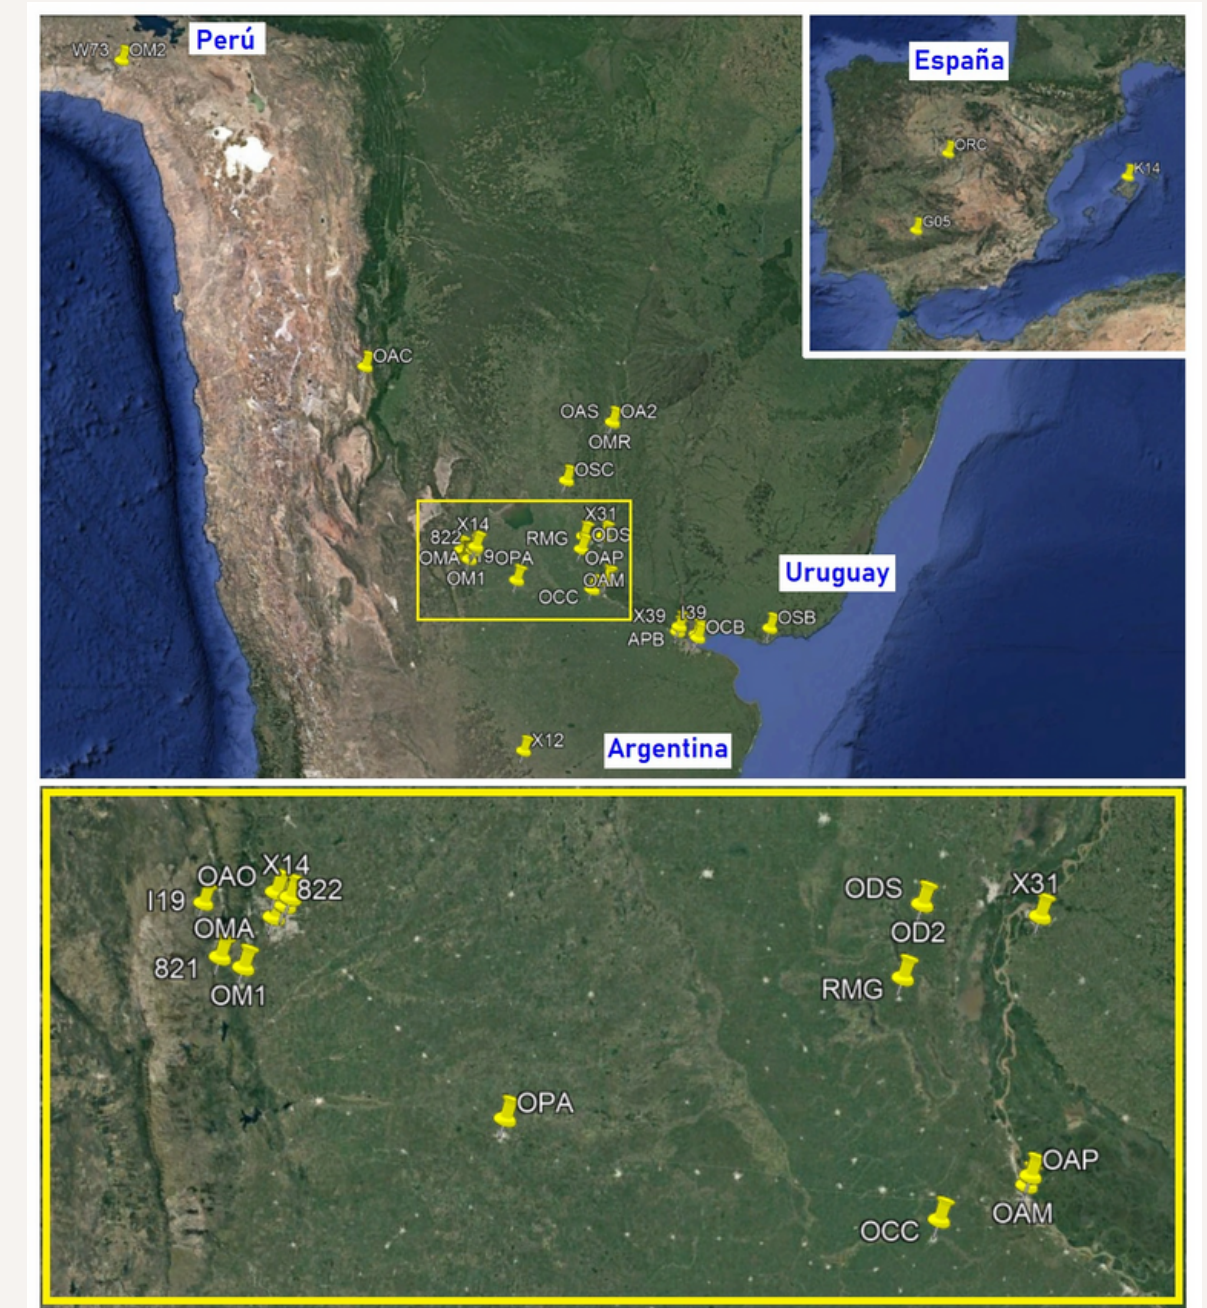 W73 OM2
Perú
España
ORC
K14
G05
OAC
OAS OA2
OMR
OSC
X14
X31
822
RMG ODS
OMA 19 OPA
OAP
OM1
OAM
OCC
Uruguay
X39 I39
OSB
APB OCB
X12
Argentina
X14
OAO
822
ODS
X31
I19
OMA
OD2
821
OM1
RMG
OPA
OAP
OAM
OCC